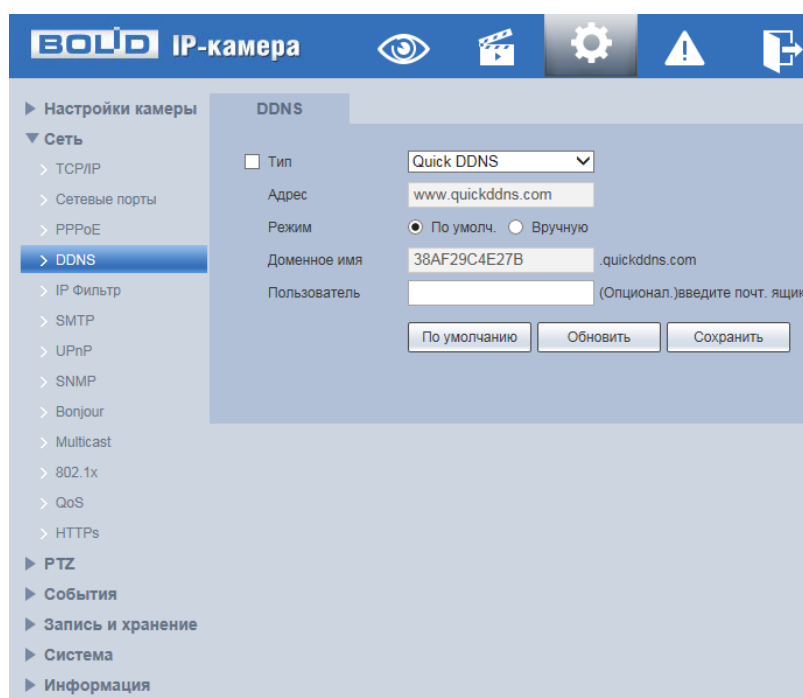 BOLID IP-камера
Настройки камеры
Сеть
TCP/IP
Сетевые порты
PPPoE
DDNS
IP Фильтр
SMTP
UPnP
SNMP
Bonjour
Multicast
802.1x
QoS
HTTPs
PTZ
События
Запись и хранение
Система
Информация
DDNS
Тип Quick DDNS
Адрес www.quickddns.com
Режим По умолч. Вручную
Доменное имя 38AF29C4E27B .quickddns.com
Пользователь (Опционал.)введите почт. ящик
По умолчанию Обновить Сохранить